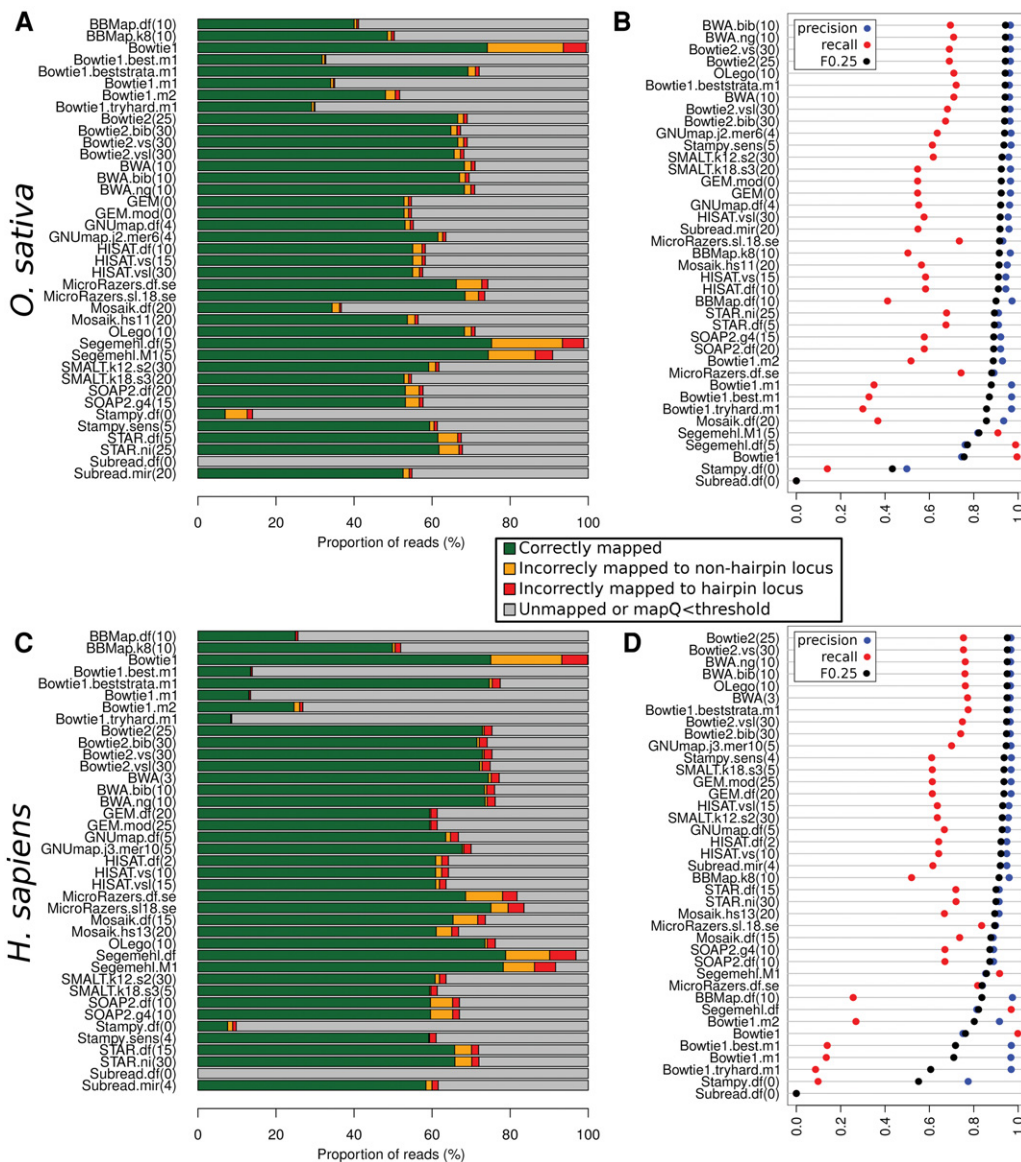 A
O. sativa
BBMap.df(10)
BBMap.k8(10)
Bowtie1
Bowtie1.best.m1
Bowtie1.beststrata.m1
Bowtie1.m1
Bowtie1.m2
Bowtie1.tryhard.m1
Bowtie2(25)
Bowtie2.bib(30)
Bowtie2.vs(30)
Bowtie2.vsl(30)
BWA(10)
BWA.bib(10)
BWA.ng(10)
GEM(0)
GEM.mod(0)
GNUmap.df(4)
GNUmap.j2.mer6(4)
HISAT.df(10)
HISAT.vs(15)
HISAT.vsl(30)
MicroRazers.df.se
MicroRazers.sl.18.se
Mosaik.df(20)
Mosaik.hs11(20)
OLego(10)
Segemehl.df(5)
Segemehl.M1(5)
SMALT.k12.s2(30)
SMALT.k18.s3(20)
SOAP2.df(20)
SOAP2.g4(15)
Stampy.df(0)
Stampy.sens(5)
STAR.df(5)
STAR.ni(25)
Subread.df(0)
Subread.mir(20)
0 20 40 60 80 100
Proportion of reads (%)
B
precision
recall
F0.25
BWA.bib(10)
BWA.ng(10)
Bowtie2.vs(30)
Bowtie2(25)
OLego(10)
Bowtie1.beststrata.m1
BWA(10)
Bowtie2.vsl(30)
Bowtie2.bib(30)
GNUmap.j2.mer6(4)
Stampy.sens(5)
SMALT.k12.s2(30)
SMALT.k18.s3(20)
GEM.mod(0)
GEM(0)
GNUmap.df(4)
HISAT.vsl(30)
Subread.mir(20)
MicroRazers.sl.18.se
BBMap.k8(10)
Mosaik.hs11(20)
HISAT.vs(15)
HISAT.df(10)
BBMap.df(10)
STAR.ni(25)
STAR.df(5)
SOAP2.g4(15)
SOAP2.df(20)
Bowtie1.m2
MicroRazers.df.se
Bowtie1.m1
Bowtie1.best.m1
Bowtie1.tryhard.m1
Mosaik.df(20)
Segemehl.M1(5)
Segemehl.df(5)
Bowtie1
Stampy.df(0)
Subread.df(0)
0.0 0.2 0.4 0.6 0.8 1.0
Correctly mapped
Incorrecly mapped to non-hairpin locus
Incorrectly mapped to hairpin locus
Unmapped or mapQ<threshold
C
H. sapiens
BBMap.df(10)
BBMap.k8(10)
Bowtie1
Bowtie1.best.m1
Bowtie1.beststrata.m1
Bowtie1.m1
Bowtie1.m2
Bowtie1.tryhard.m1
Bowtie2(25)
Bowtie2.bib(30)
Bowtie2.vs(30)
Bowtie2.vsl(30)
BWA(3)
BWA.bib(10)
BWA.ng(10)
GEM.df(20)
GEM.mod(25)
GNUmap.df(5)
GNUmap.j3.mer10(5)
HISAT.df(2)
HISAT.vs(10)
HISAT.vsl(15)
MicroRazers.df.se
MicroRazers.sl18.se
Mosaik.df(15)
Mosaik.hs13(20)
OLego(10)
Segemehl.df
Segemehl.M1
SMALT.k12.s2(30)
SMALT.k18.s3(5)
SOAP2.df(10)
SOAP2.g4(10)
Stampy.df(0)
Stampy.sens(4)
STAR.df(15)
STAR.ni(30)
Subread.df(0)
Subread.mir(4)
0 20 40 60 80 100
Proportion of reads (%)
D
precision
recall
F0.25
Bowtie2(25)
Bowtie2.vs(30)
BWA.ng(10)
BWA.bib(10)
OLego(10)
BWA(3)
Bowtie1.beststrata.m1
Bowtie2.vsl(30)
Bowtie2.bib(30)
GNUmap.j3.mer10(5)
Stampy.sens(4)
SMALT.k18.s3(5)
GEM.mod(25)
GEM.df(20)
HISAT.vsl(15)
SMALT.k12.s2(30)
GNUmap.df(5)
HISAT.df(2)
HISAT.vs(10)
Subread.mir(4)
BBMap.k8(10)
STAR.df(15)
STAR.ni(30)
Mosaik.hs13(20)
MicroRazers.sl.18.se
Mosaik.df(15)
SOAP2.g4(10)
SOAP2.df(10)
Segemehl.M1
MicroRazers.df.se
BBMap.df(10)
Segemehl.df
Bowtie1.m2
Bowtie1
Bowtie1.best.m1
Bowtie1.m1
Bowtie1.tryhard.m1
Stampy.df(0)
Subread.df(0)
0.0 0.2 0.4 0.6 0.8 1.0